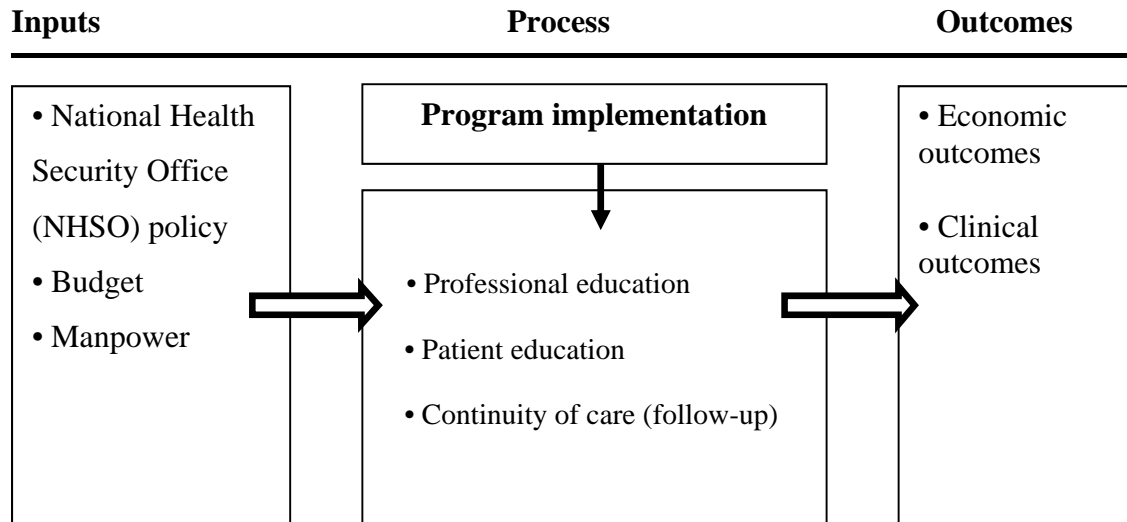 Inputs
Process
Outcomes
• National Health
Security Office
(NHSO) policy
• Budget
• Manpower
Program implementation
• Professional education
• Patient education
• Continuity of care (follow-up)
• Economic
outcomes
• Clinical
outcomes